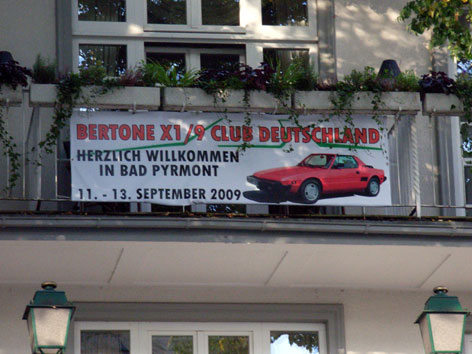 BERTONE X1/9 CLUB DEUTSCHLAND
HERZLICH WILLKOMMEN
IN BAD PYRMONT
11. - 13. SEPTEMBER 2009